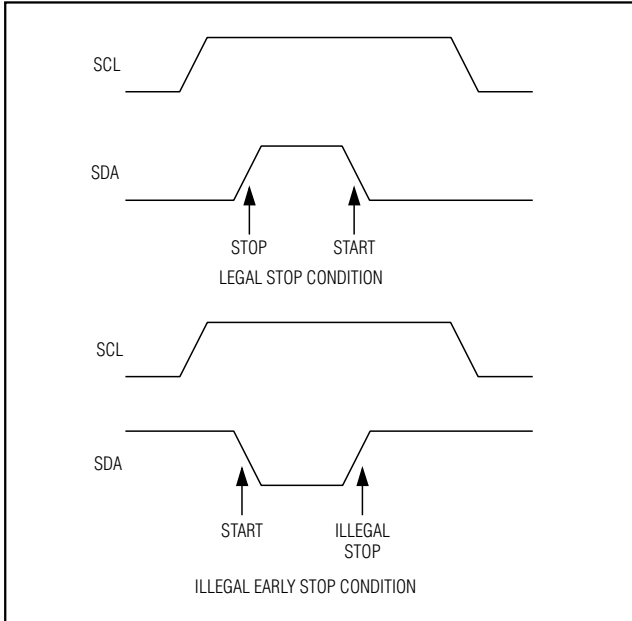 SCL
SDA
STOP START
LEGAL STOP CONDITION
SCL
SDA
START ILLEGAL
STOP
ILLEGAL EARLY STOP CONDITION